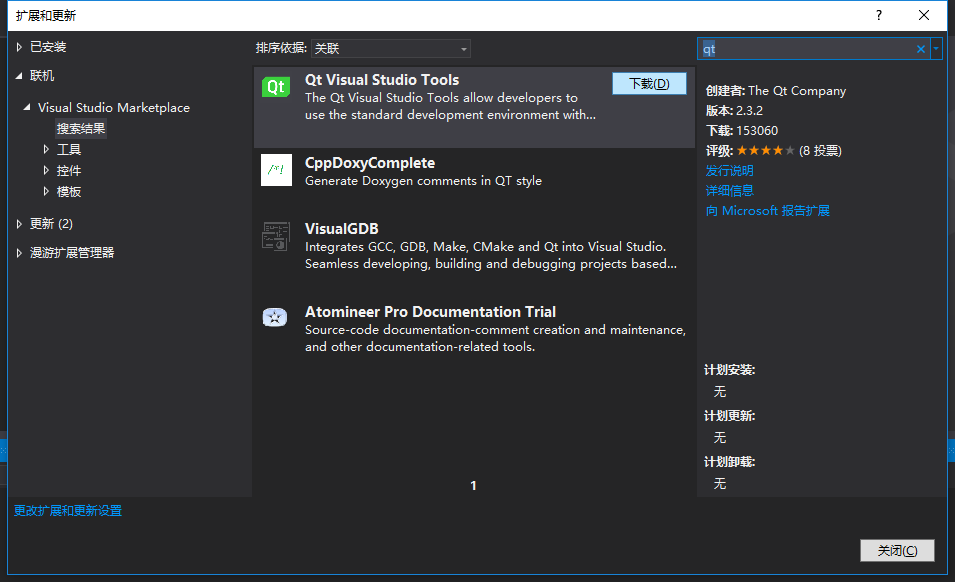 扩展和更新
?
已安装
联机
Visual Studio Marketplace
搜索结果
工具
控件
模板
更新 (2)
漫游扩展管理器
更改扩展和更新设置
排序依据: 关联
Qt
Qt Visual Studio Tools
下载(D)
The Qt Visual Studio Tools allow developers to
use the standard development environment with...
/**!
CppDoxyComplete
Generate Doxygen comments in QT style
VisualGDB
Integrates GCC, GDB, Make, CMake and Qt into Visual Studio.
Seamless developing, building and debugging projects based...
Atomineer Pro Documentation Trial
Source-code documentation-comment creation and maintenance,
and other documentation-related tools.
1
qt
创建者: The Qt Company
版本: 2.3.2
下载: 153060
评级: ★★★★★ (8 投票)
发行说明
详细信息
向 Microsoft 报告扩展
计划安装:
无
计划更新:
无
计划卸载:
无
关闭(C)